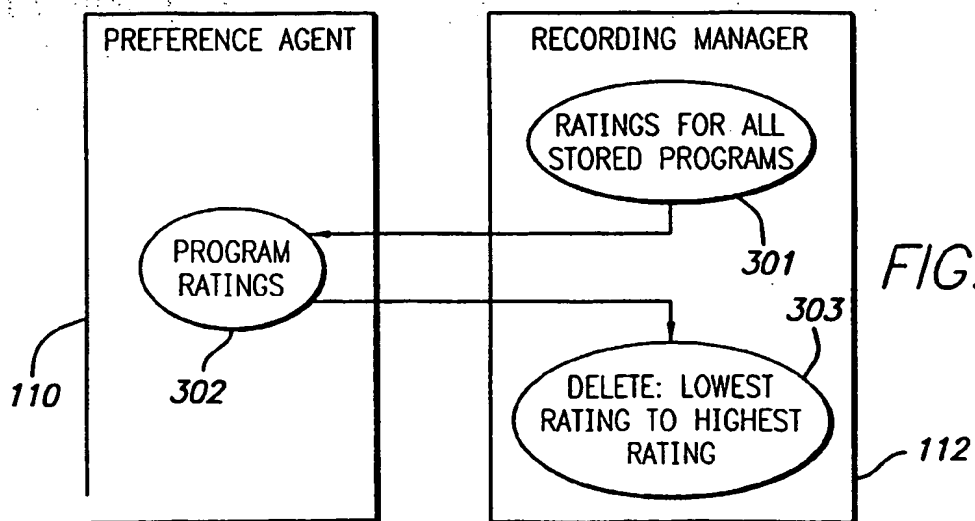 PREFERENCE AGENT
RECORDING MANAGER
RATINGS FOR ALL
STORED PROGRAMS
301
PROGRAM
RATINGS
302
110
FIG.
303
DELETE: LOWEST
RATING TO HIGHEST
RATING
112